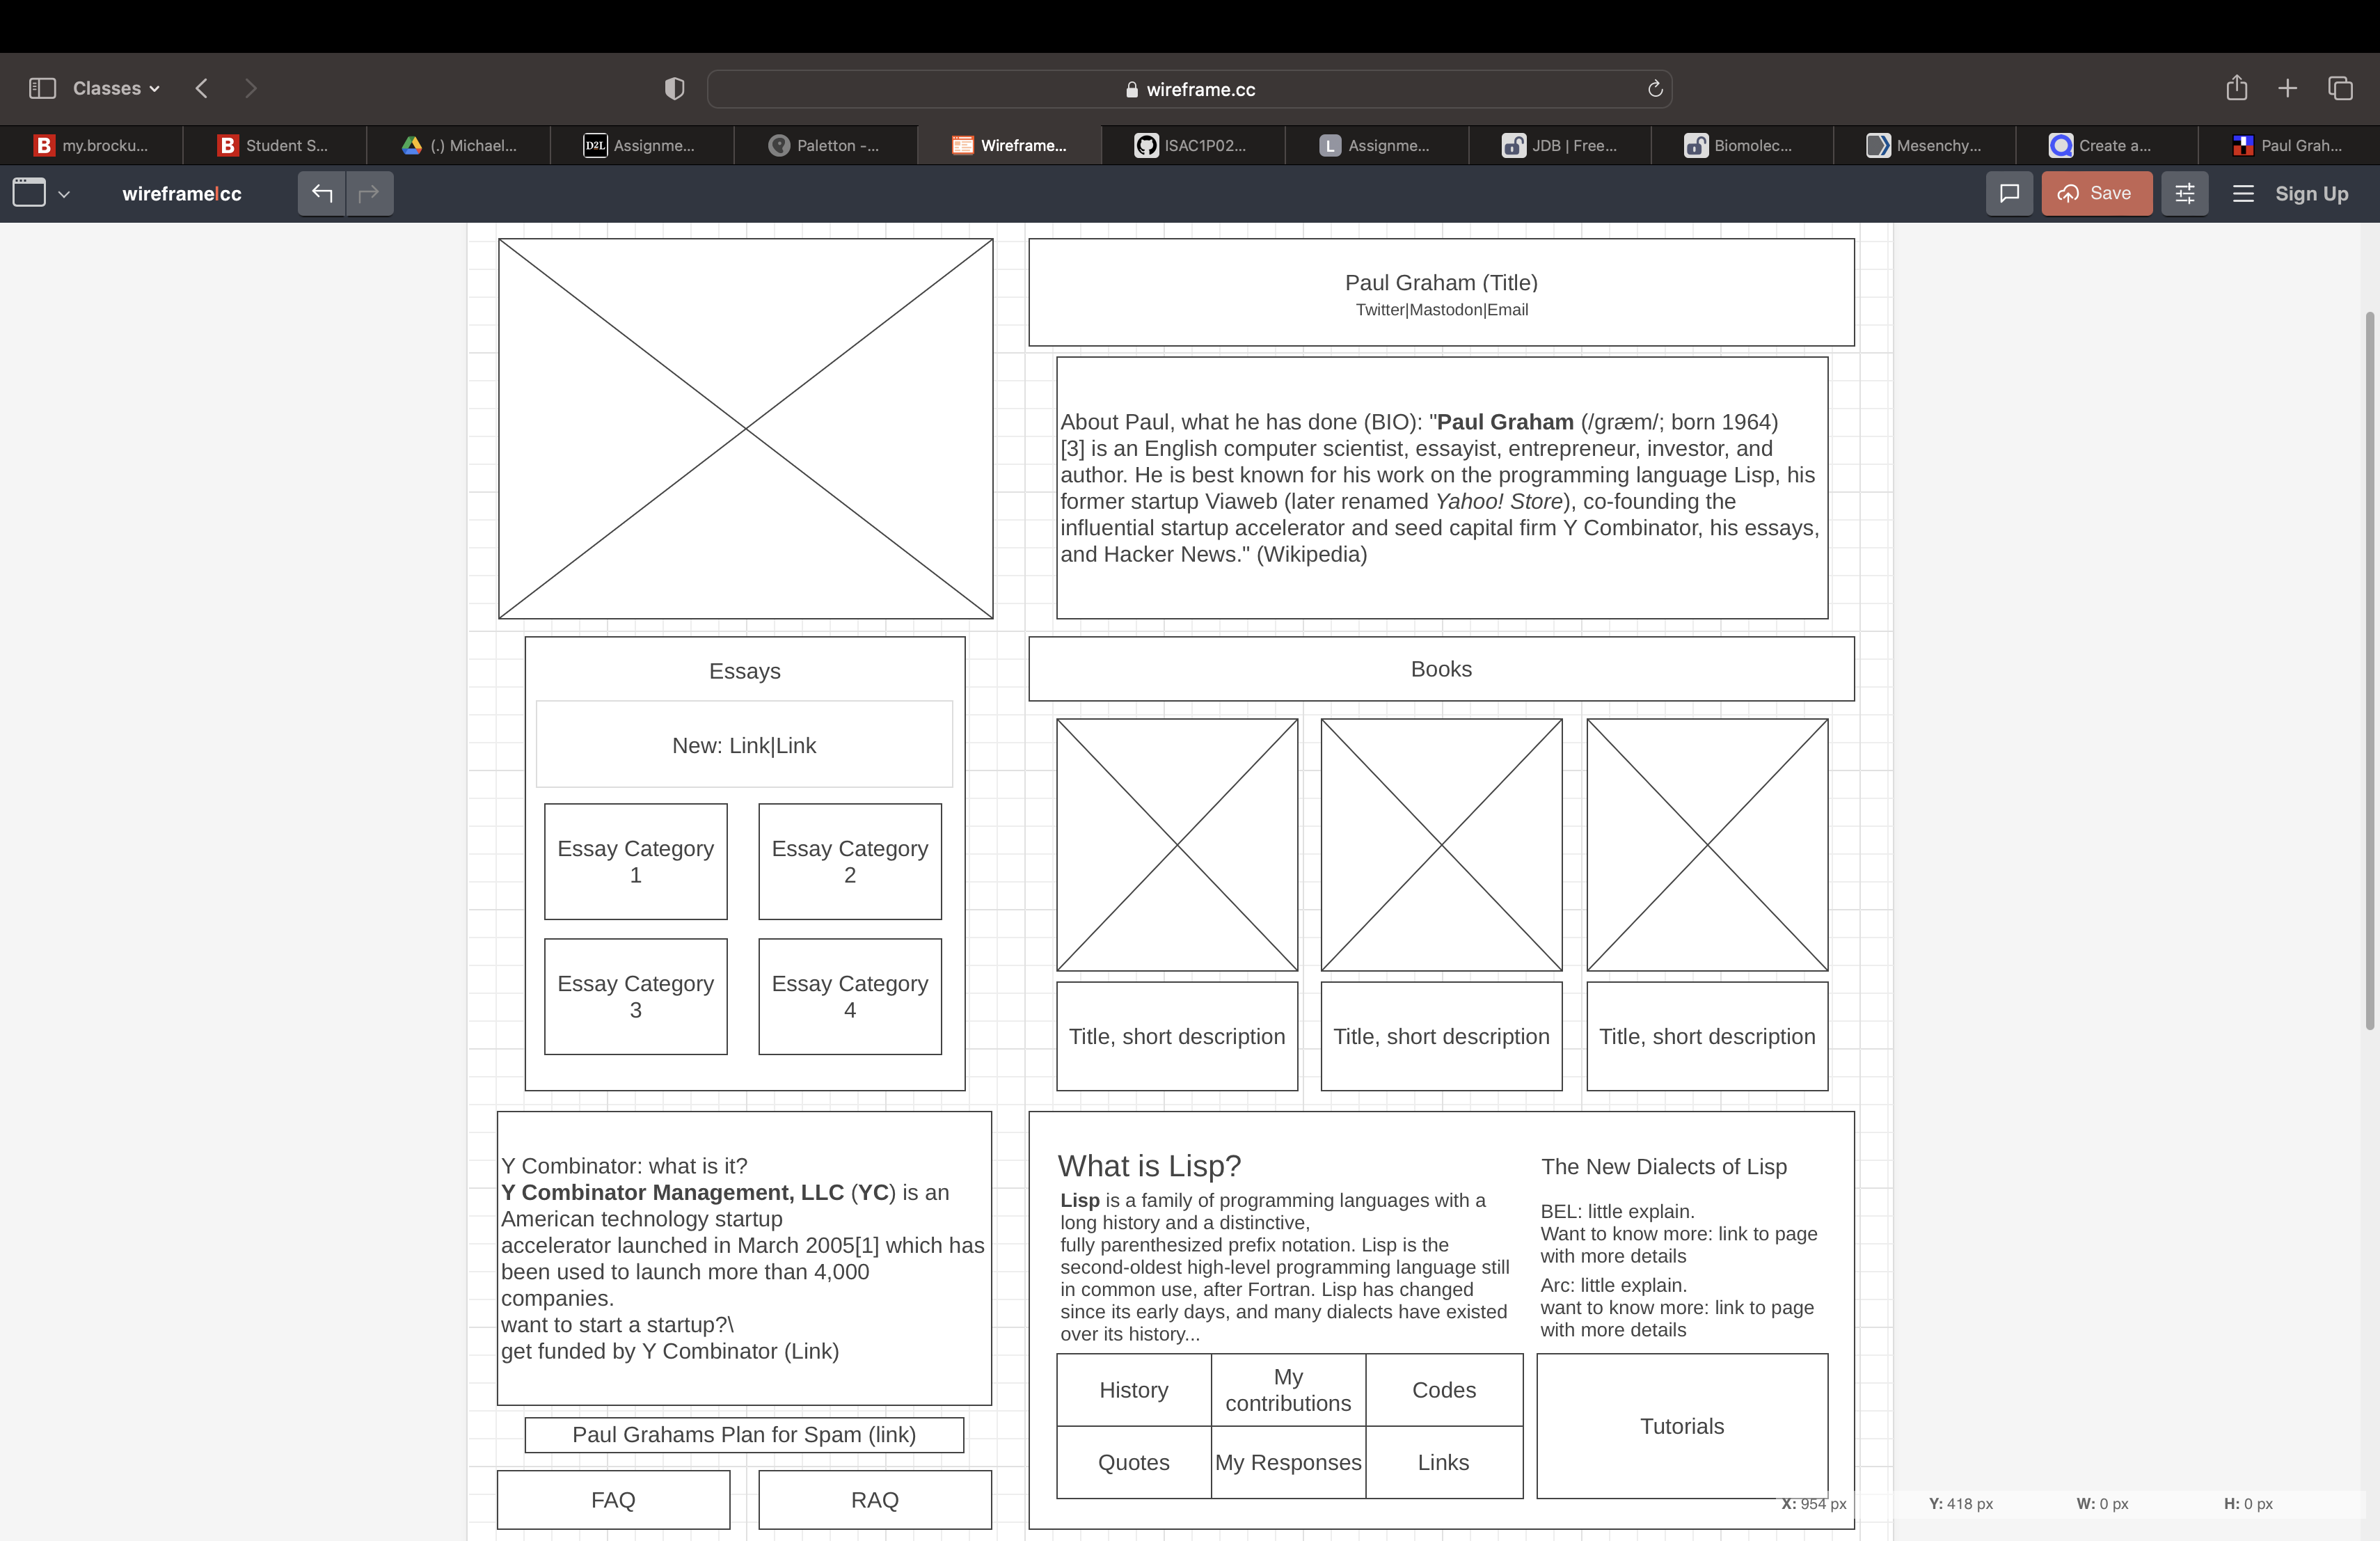 Classes
wireframe.cc
my.brocku...
Student S...
(.) Michael...
D2L
Assignme...
Paletton -...
Wireframe...
ISAC1P02...
L
Assignme...
JDB | Free...
Biomolec...
Mesenchy...
Create a...
Paul Grah...
wireframe|cc
Save
Sign Up
Paul Graham (Title)
Twitter|Mastodon|Email
About Paul, what he has done (BIO): "Paul Graham (/græm/; born 1964)
[3] is an English computer scientist, essayist, entrepreneur, investor, and
author. He is best known for his work on the programming language Lisp, his
former startup Viaweb (later renamed Yahoo! Store), co-founding the
influential startup accelerator and seed capital firm Y Combinator, his essays,
and Hacker News." (Wikipedia)
Essays
New: Link|Link
Essay Category
1
Essay Category
2
Essay Category
3
Essay Category
4
Books
Title, short description
Title, short description
Title, short description
Y Combinator: what is it?
Y Combinator Management, LLC (YC) is an
American technology startup
accelerator launched in March 2005[1] which has
been used to launch more than 4,000
companies.
want to start a startup?\
get funded by Y Combinator (Link)
Paul Grahams Plan for Spam (link)
FAQ
RAQ
What is Lisp?
Lisp is a family of programming languages with a
long history and a distinctive,
fully parenthesized prefix notation. Lisp is the
second-oldest high-level programming language still
in common use, after Fortran. Lisp has changed
since its early days, and many dialects have existed
over its history...
The New Dialects of Lisp
BEL: little explain.
Want to know more: link to page
with more details
Arc: little explain.
want to know more: link to page
with more details
History
My
contributions
Codes
Quotes
My Responses
Links
Tutorials
X: 954 px
Y: 418 px
W: 0 px
H: 0 px